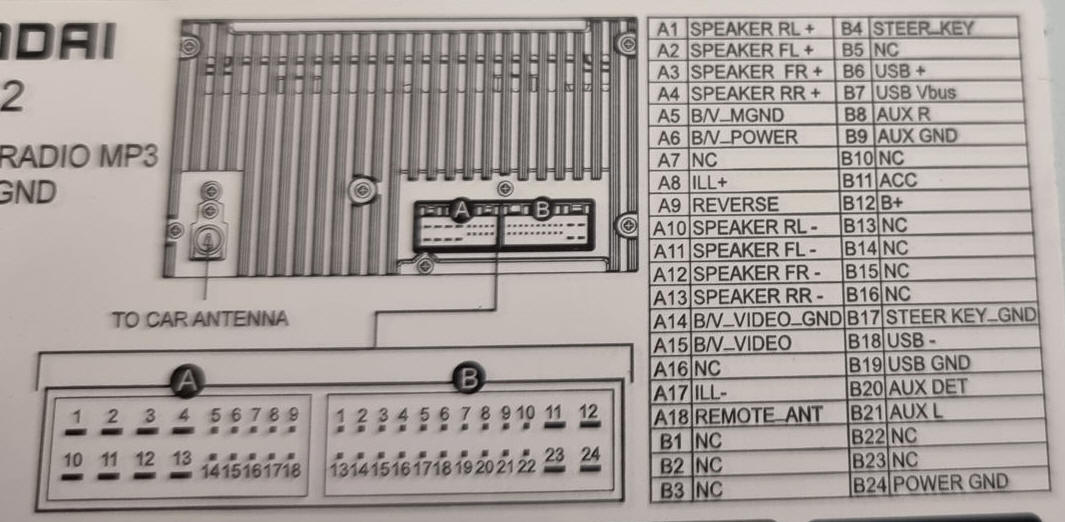 NDAI
2
RADIO MP3
GND
A
B
TO CAR ANTENNA
A
B
1 2 3 4 5 6 7 8 9
10 11 12 13 14 15 16 17 18
1 2 3 4 5 6 7 8 9 10 11 12
13 14 15 16 17 18 19 20 21 22 23 24
A1 SPEAKER RL + B4 STEER_KEY
A2 SPEAKER FL + B5 NC
A3 SPEAKER FR + B6 USB +
A4 SPEAKER RR + B7 USB Vbus
A5 B/V_MGND B8 AUX R
A6 B/V_POWER B9 AUX GND
A7 NC B10 NC
A8 ILL+ B11 ACC
A9 REVERSE B12 B+
A10 SPEAKER RL - B13 NC
A11 SPEAKER FL - B14 NC
A12 SPEAKER FR - B15 NC
A13 SPEAKER RR - B16 NC
A14 B/V_VIDEO_GND B17 STEER KEY_GND
A15 B/V_VIDEO B18 USB -
A16 NC B19 USB GND
A17 ILL- B20 AUX DET
A18 REMOTE_ANT B21 AUX L
B1 NC B22 NC
B2 NC B23 NC
B3 NC B24 POWER GND